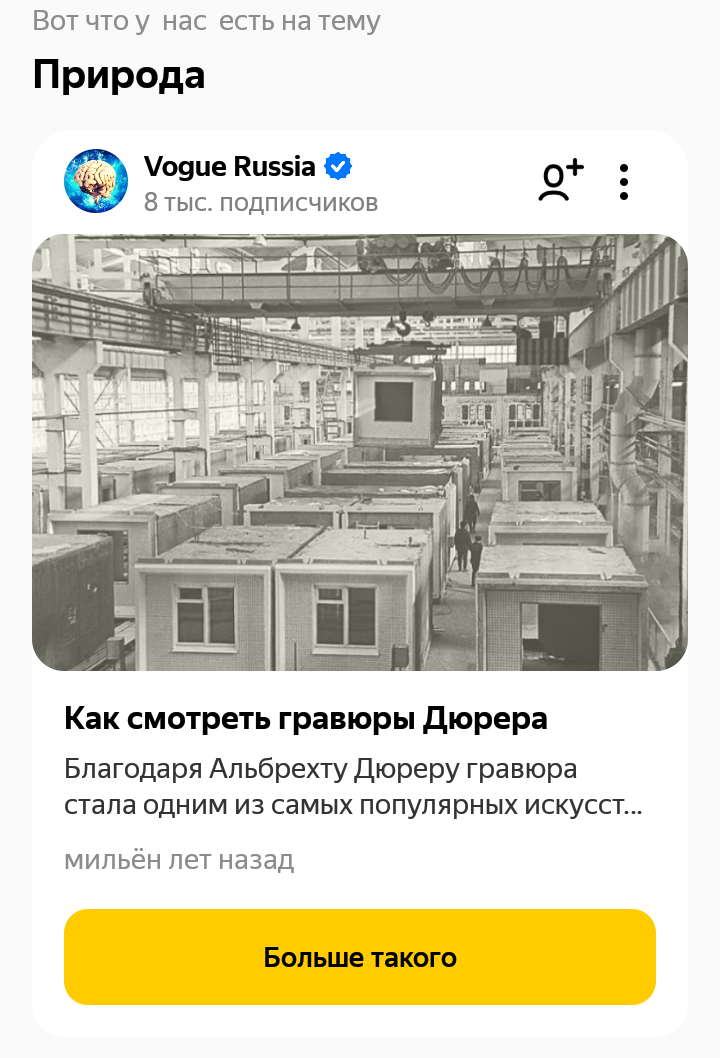 Вот что у нас есть на тему
Природа
Vogue Russia
8 тыс. подписчиков
Как смотреть гравюры Дюрера
Благодаря Альбрехту Дюреру гравюра
стала одним из самых популярных искусст...
мильён лет назад
Больше такого